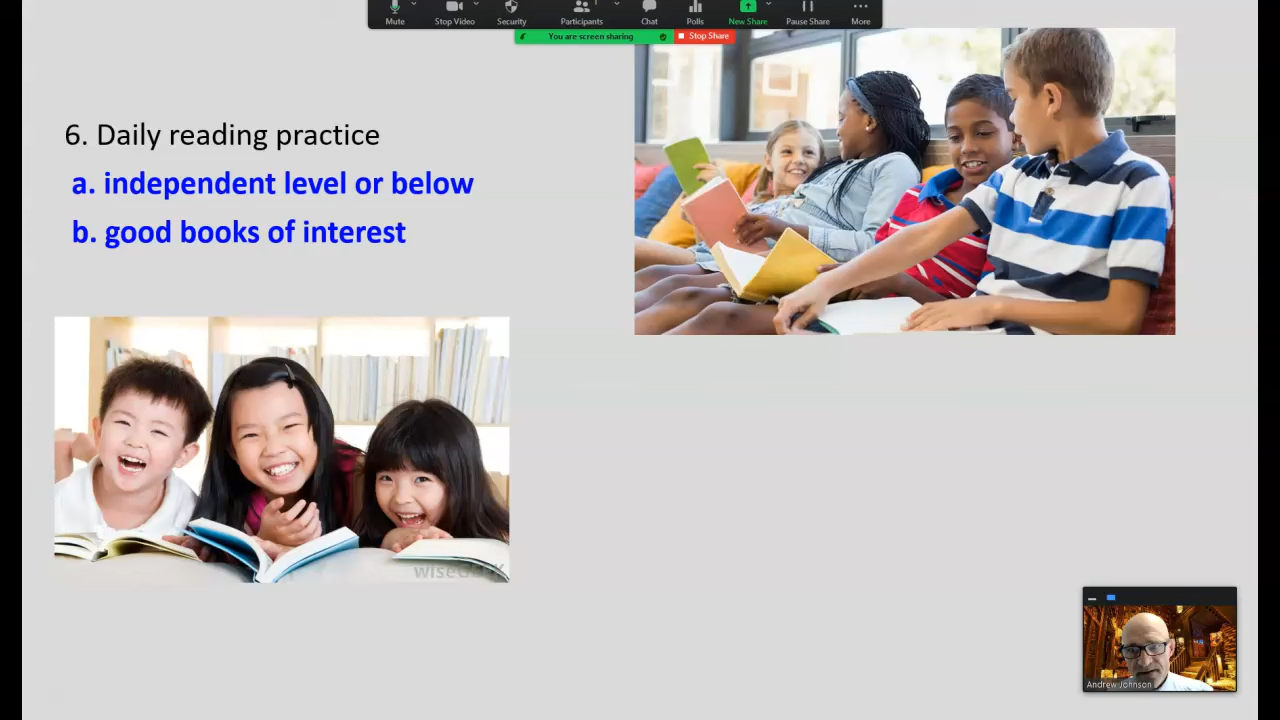 Mute
Stop Video
Security
Participants
Chat
Polls
New Share
Pause Share
More
You are screen sharing
Stop Share
6. Daily reading practice
a. independent level or below
b. good books of interest
wiseGEEK
Andrew Johnson